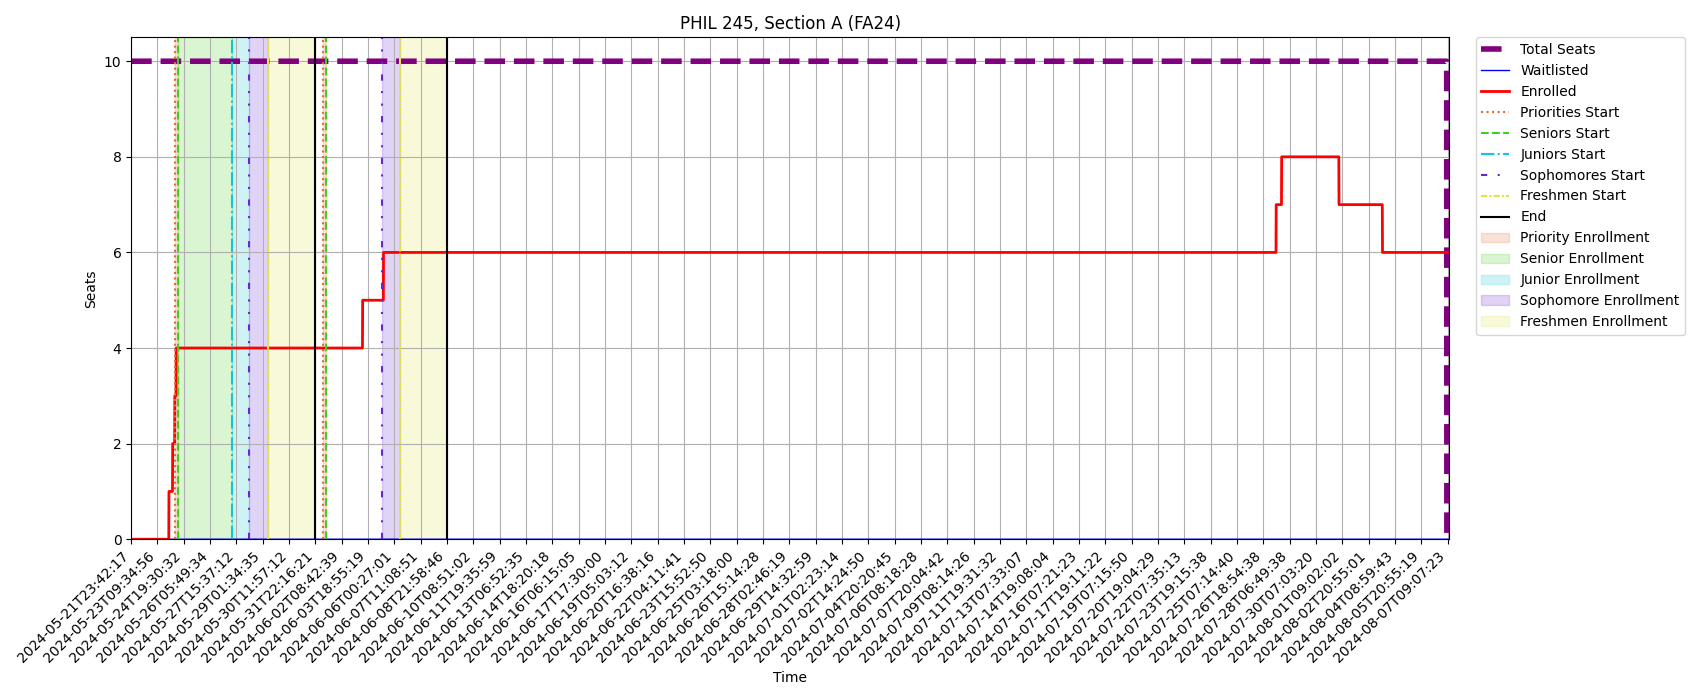 PHIL 245, Section A (FA24)
Seats
10
8
6
4
2
0
2024-05-21T23:42:17
2024-05-23T09:34:56
2024-05-24T19:30:32
2024-05-26T05:49:34
2024-05-27T15:37:12
2024-05-29T01:34:35
2024-05-30T11:57:12
2024-05-31T22:16:21
2024-06-02T08:42:39
2024-06-03T18:55:19
2024-06-06T00:27:01
2024-06-07T11:08:51
2024-06-08T21:58:46
2024-06-10T08:51:02
2024-06-11T19:35:59
2024-06-13T06:52:35
2024-06-14T18:20:18
2024-06-16T06:15:05
2024-06-17T17:30:00
2024-06-19T05:03:12
2024-06-20T16:38:16
2024-06-22T04:11:41
2024-06-23T15:52:50
2024-06-25T03:18:00
2024-06-26T15:14:28
2024-06-28T02:46:19
2024-06-29T14:32:59
2024-07-01T02:23:14
2024-07-02T14:24:50
2024-07-04T20:20:45
2024-07-06T08:18:28
2024-07-07T20:04:42
2024-07-09T08:14:26
2024-07-11T19:31:32
2024-07-13T07:33:07
2024-07-14T19:08:04
2024-07-16T07:21:23
2024-07-17T19:11:22
2024-07-19T07:15:50
2024-07-20T19:04:29
2024-07-22T07:35:13
2024-07-23T19:15:38
2024-07-25T07:14:40
2024-07-26T18:54:38
2024-07-28T06:49:38
2024-07-30T07:03:20
2024-08-01T09:02:02
2024-08-02T20:55:01
2024-08-04T08:59:43
2024-08-05T20:55:19
2024-08-07T09:07:23
Time
Total Seats
Waitlisted
Enrolled
Priorities Start
Seniors Start
Juniors Start
Sophomores Start
Freshmen Start
End
Priority Enrollment
Senior Enrollment
Junior Enrollment
Sophomore Enrollment
Freshmen Enrollment